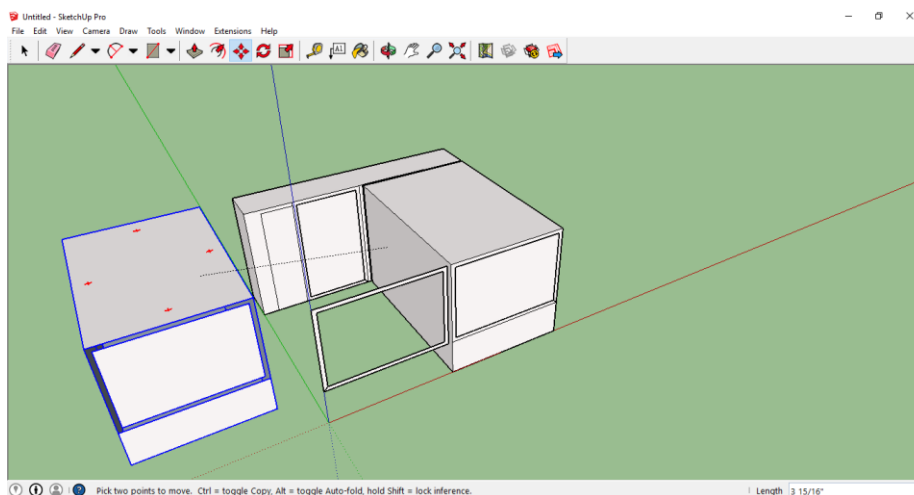 Untitled - SketchUp Pro
File Edit View Camera Draw Tools Window Extensions Help
A1
Pick two points to move. Ctrl = toggle Copy, Alt = toggle Auto-fold, hold Shift = lock inference.
Length 3 15/16"